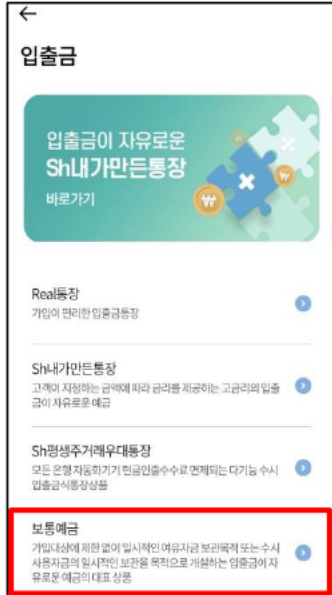 입출금
입출금이 자유로운
Sh내가만든통장
바로가기
Real통장
가입이 편리한 입출금통장
Sh내가만든통장
고객이 지정하는 금액에 따라 금리를 제공하는 고금리의 입출
금이 자유로운 예금
Sh평생주거래우대통장
모든 은행 자동화기기 현금인출수수료 면제되는 다기능 수시
입출금식통장상품
보통예금
가입대상에 제한 없이 일시적인 여유자금 보관목적 또는 수시
사용자금의 일시적인 보관을 목적으로 개설하는 입출금이 자
유로운 예금의 대표 상품